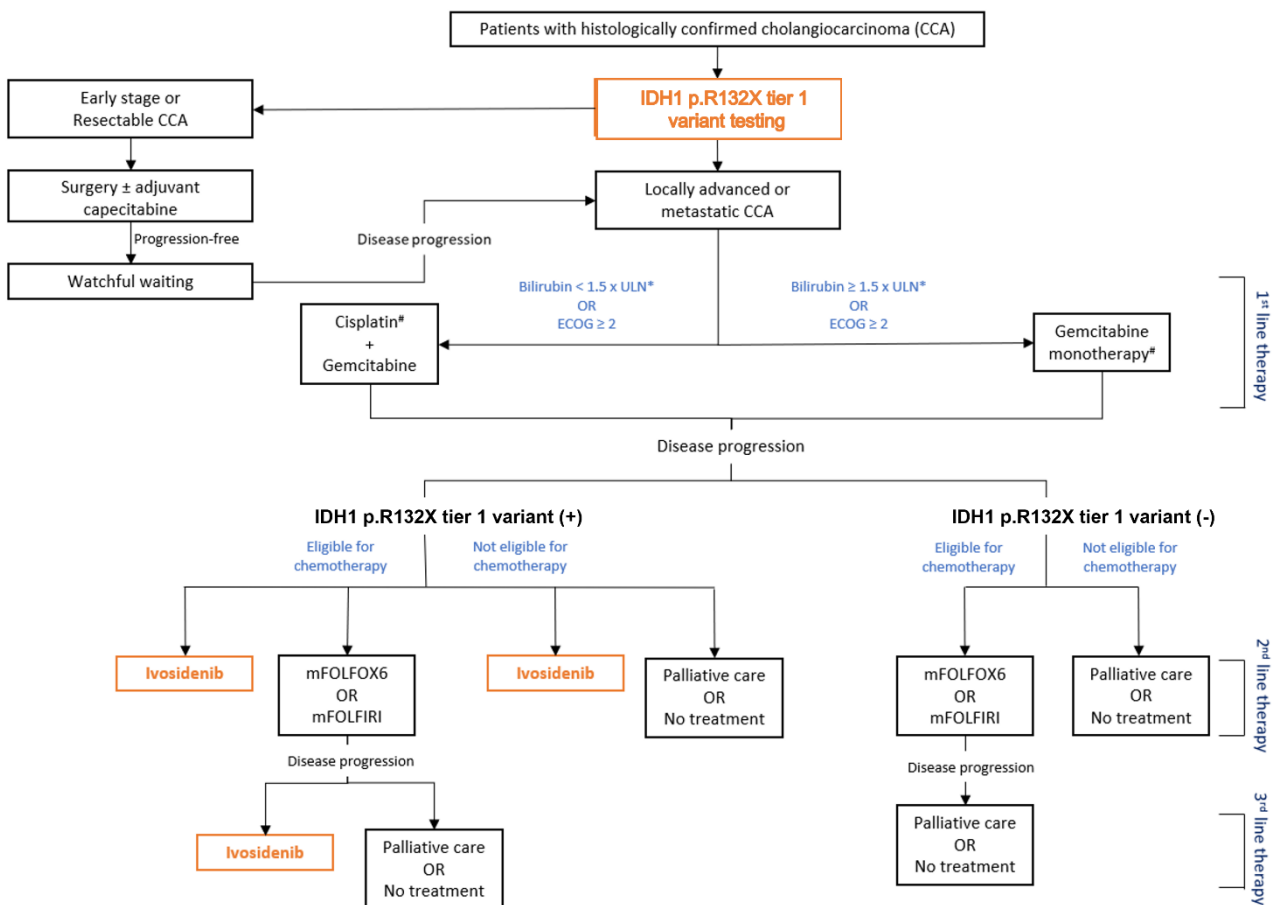 Patients with histologically confirmed cholangiocarcinoma (CCA)
IDH1 p.R132X tier 1
variant testing
Early stage or
Resectable CCA
Surgery ± adjuvant
capecitabine
Progression-free
Watchful waiting
Disease progression
Locally advanced or
metastatic CCA
Bilirubin < 1.5 x ULN*
OR
ECOG ≥ 2
Bilirubin ≥ 1.5 x ULN*
OR
ECOG ≥ 2
Cisplatin#
+
Gemcitabine
Gemcitabine
monotherapy#
1st line therapy
Disease progression
IDH1 p.R132X tier 1 variant (+)
Eligible for
chemotherapy
Not eligible for
chemotherapy
IDH1 p.R132X tier 1 variant (-)
Eligible for
chemotherapy
Not eligible for
chemotherapy
Ivosidenib
mFOLFOX6
OR
mFOLFIRI
Ivosidenib
Palliative care
OR
No treatment
mFOLFOX6
OR
mFOLFIRI
Palliative care
OR
No treatment
2nd line therapy
Disease progression
Ivosidenib
Palliative care
OR
No treatment
Disease progression
Palliative care
OR
No treatment
3rd line therapy